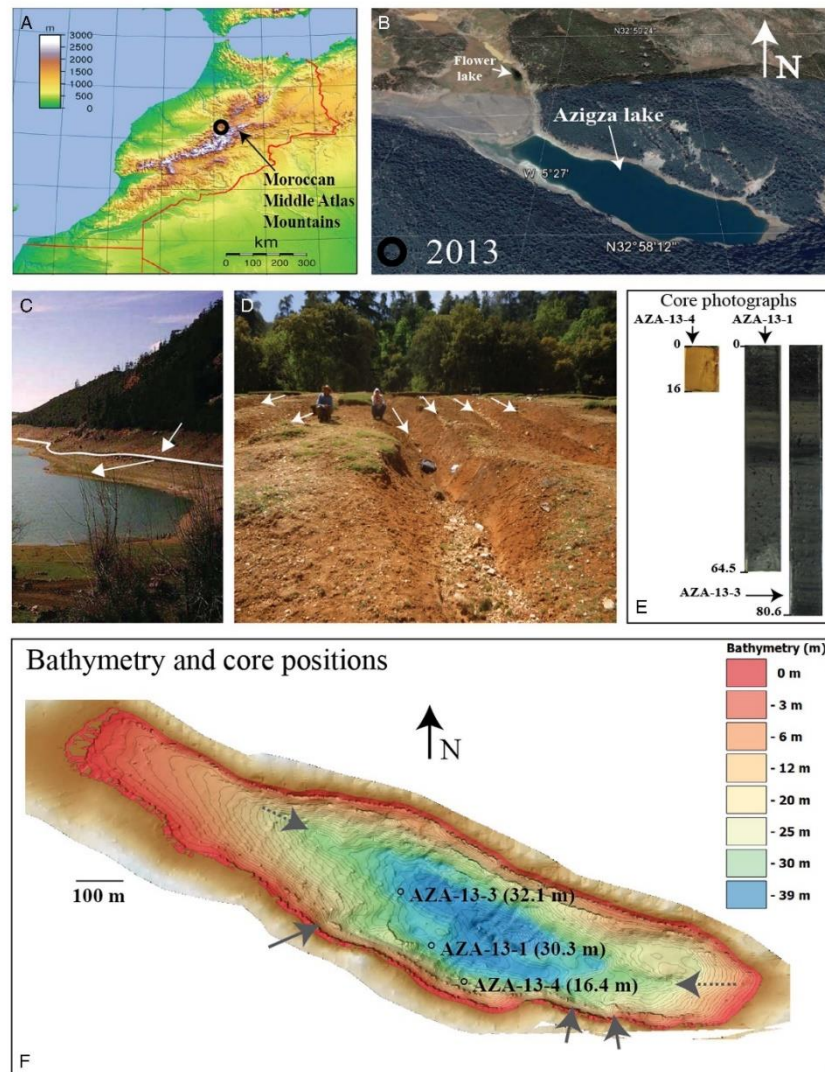 A
m
3000
2500
2000
1500
1000
500
0
Moroccan
Middle Atlas
Mountains
km
0 100 200 300
B
N32°59'24"
Flower
lake
N
Azigza lake
W 5°27'
2013
N32°58'12"
C
D
Core photographs
AZA-13-4
AZA-13-1
0
0
16
64.5
AZA-13-3
80.6
E
Bathymetry and core positions
Bathymetry (m)
0 m
- 3 m
- 6 m
- 12 m
- 20 m
- 25 m
- 30 m
- 39 m
N
100 m
AZA-13-3 (32.1 m)
AZA-13-1 (30.3 m)
AZA-13-4 (16.4 m)
F